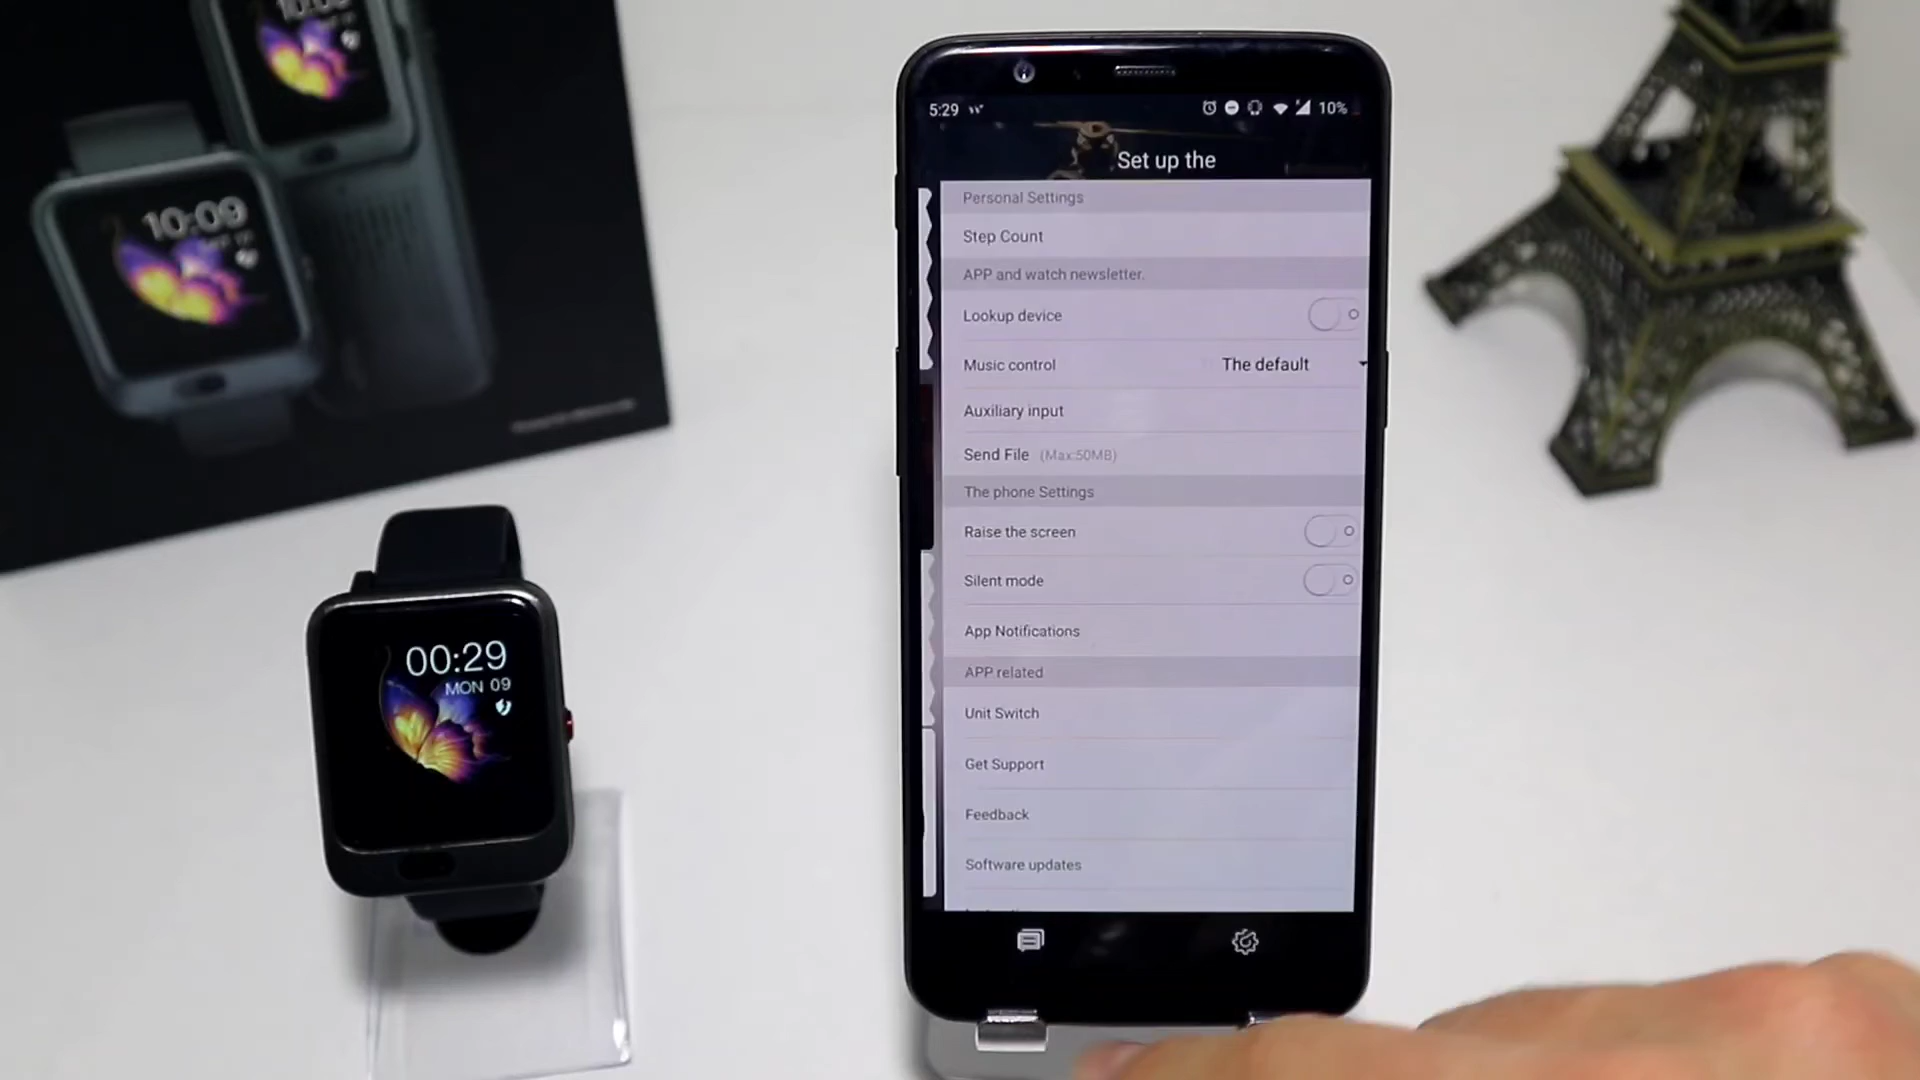 10:09
5:29
10%
Set up the
Personal Settings
Step Count
APP and watch newsletter.
Lookup device
Music control The default
Auxiliary input
Send File (Max:50MB)
The phone Settings
Raise the screen
Silent mode
App Notifications
APP related
Unit Switch
Get Support
Feedback
Software updates
00:29
MON 09